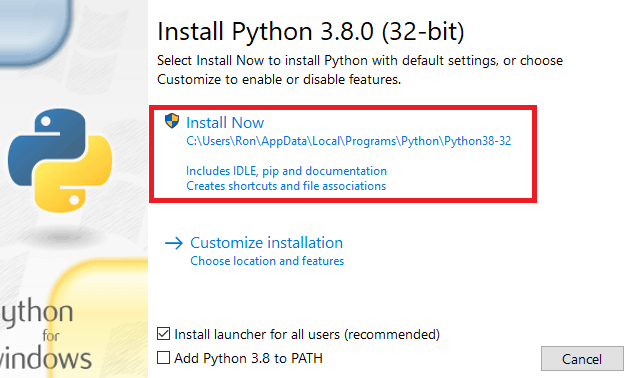 Install Python 3.8.0 (32-bit)
Select Install Now to install Python with default settings, or choose
Customize to enable or disable features.
Install Now
C:\Users\Ron\AppData\Local\Programs\Python\Python38-32
Includes IDLE, pip and documentation
Creates shortcuts and file associations
Customize installation
Choose location and features
ython
for
windows
Install launcher for all users (recommended)
Add Python 3.8 to PATH
Cancel